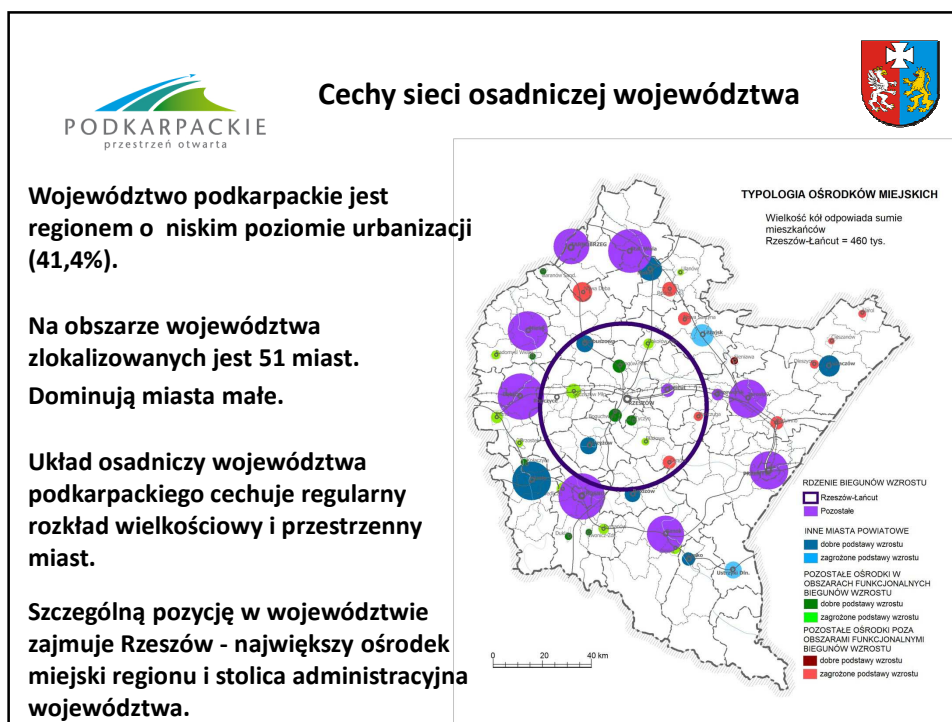 PODKARPACKIE
przestrzeń otwarta
Cechy sieci osadniczej województwa
Województwo podkarpackie jest
regionem o niskim poziomie urbanizacji
(41,4%).
Na obszarze województwa
zlokalizowanych jest 51 miast.
Dominują miasta małe.
Układ osadniczy województwa
podkarpackiego cechuje regularny
rozkład wielkościowy i przestrzenny
miast.
Szczególną pozycję w województwie
zajmuje Rzeszów - największy ośrodek
miejski regionu i stolica administracyjna
województwa.
TYPOLOGIA OŚRODKÓW MIEJSKICH
Wielkość kół odpowiada sumie
mieszkańców
Rzeszów-Łańcut = 460 tys.
RZESZÓW
RDZENIE BIEGUNÓW WZROSTU
Rzeszów-Łańcut
Pozostałe
INNE MIASTA POWIATOWE
dobre podstawy wzrostu
zagrożone podstawy wzrostu
POZOSTAŁE OŚRODKI W
OBSZARACH FUNKCJONALNYCH
BIEGUNÓW WZROSTU
dobre podstawy wzrostu
zagrożone podstawy wzrostu
POZOSTAŁE OŚRODKI POZA
OBSZARAMI FUNKCJONALNYMI
BIEGUNÓW WZROSTU
dobre podstawy wzrostu
zagrożone podstawy wzrostu
0 20 40 km